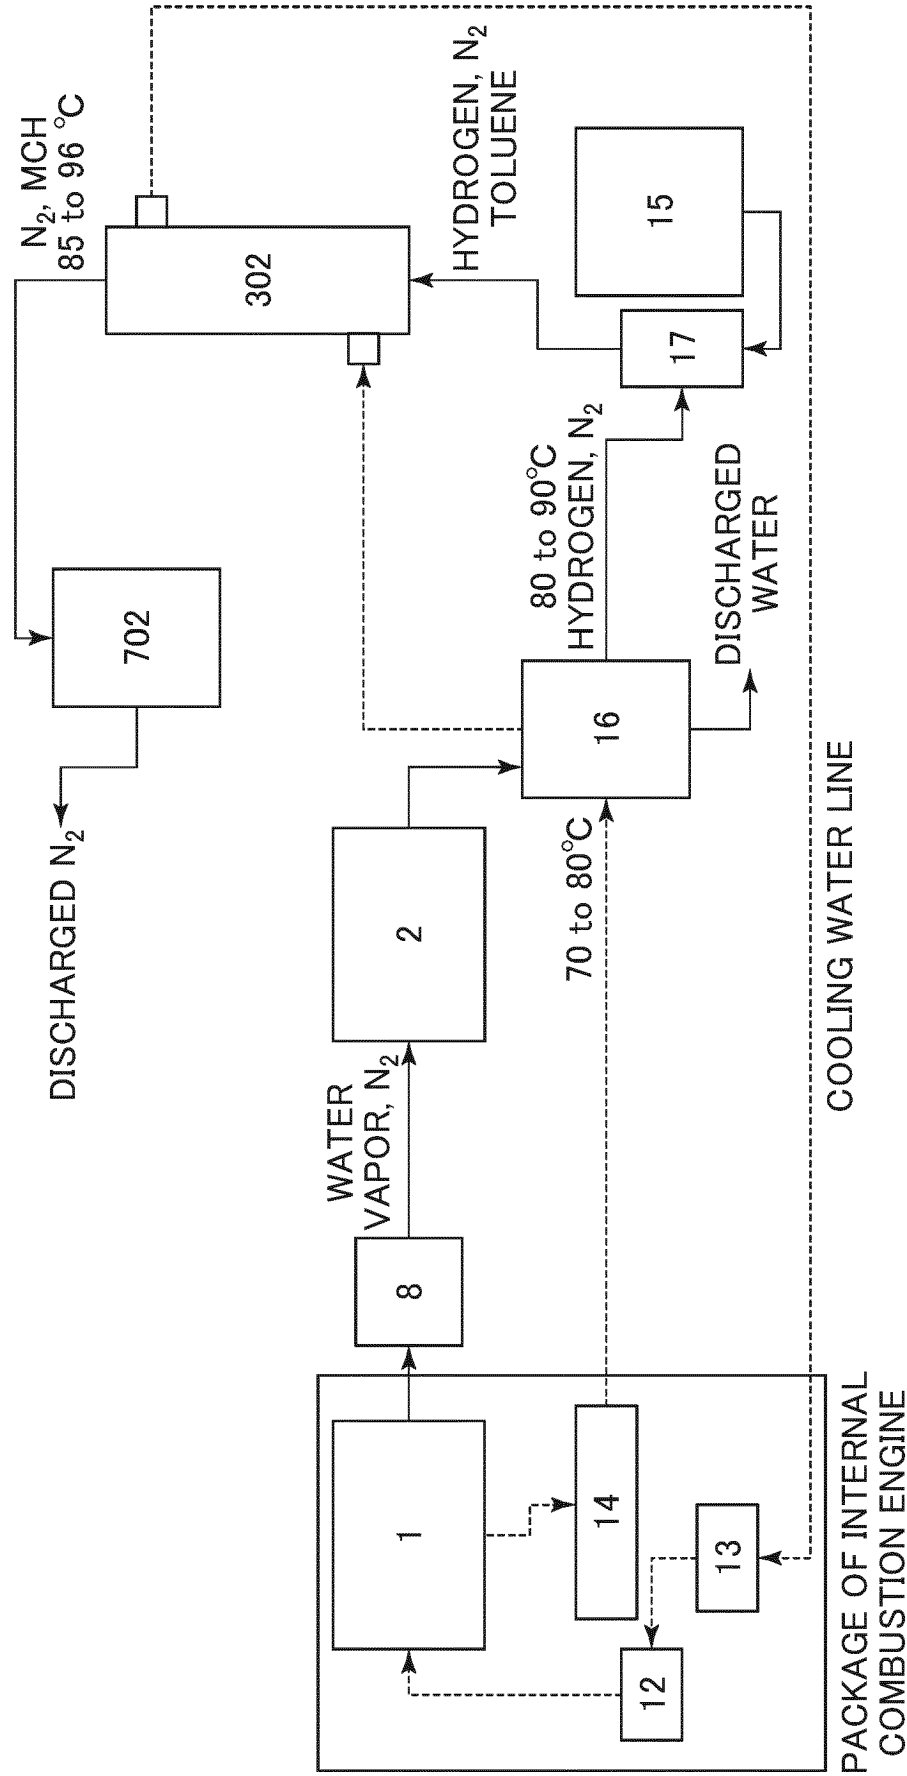 DISCHARGED N2
702
N2, MCH
85 to 96 °C
302
HYDROGEN, N2
TOLUENE
15
17
80 to 90°C
HYDROGEN, N2
DISCHARGED
WATER
16
2
70 to 80°C
WATER
VAPOR, N2
8
COOLING WATER LINE
1
14
13
12
PACKAGE OF INTERNAL
COMBUSTION ENGINE